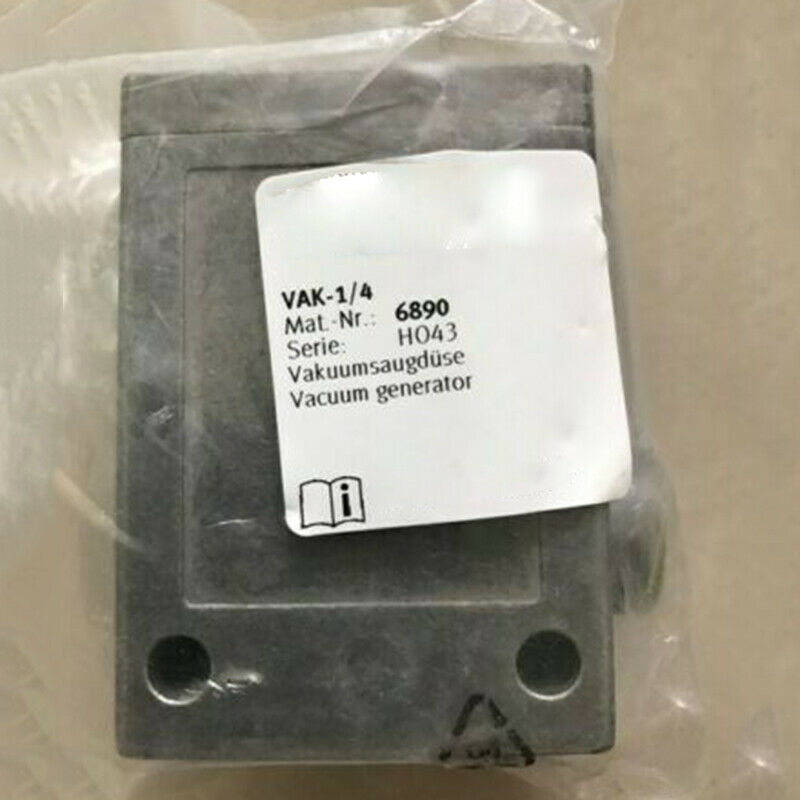 VAK-1/4
Mat.-Nr.: 6890
Serie: HO43
Vakuumsaugdüse
Vacuum generator
i